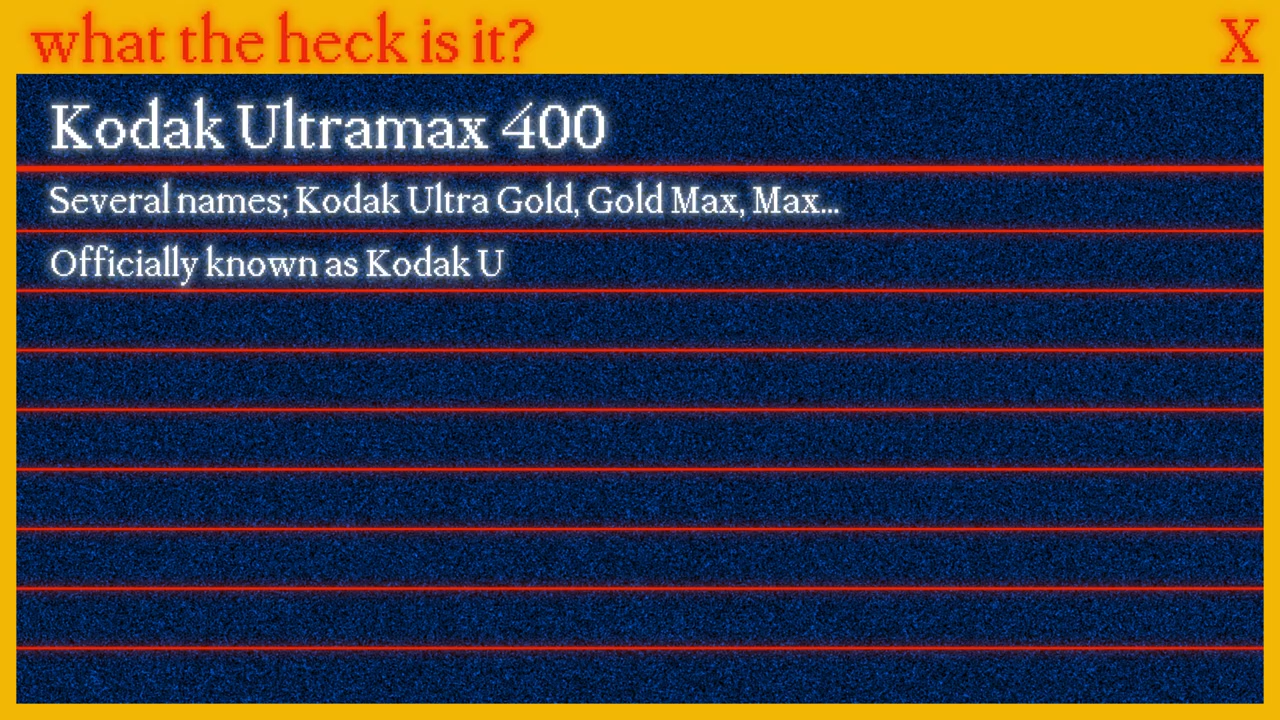 what the heck is it?
X
Kodak Ultramax 400
Several names; Kodak Ultra Gold, Gold Max, Max...
Officially known as Kodak U